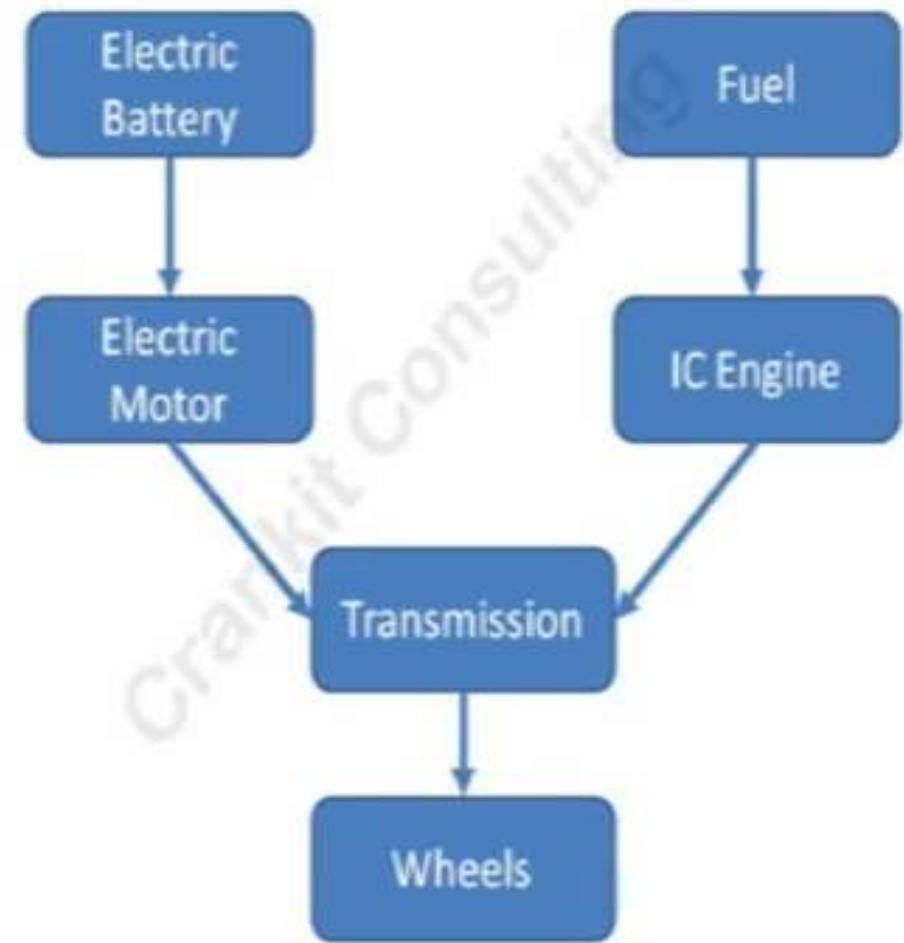 Electric
Battery
Fuel
Electric
Motor
IC Engine
Transmission
Wheels
Crankit Consulting